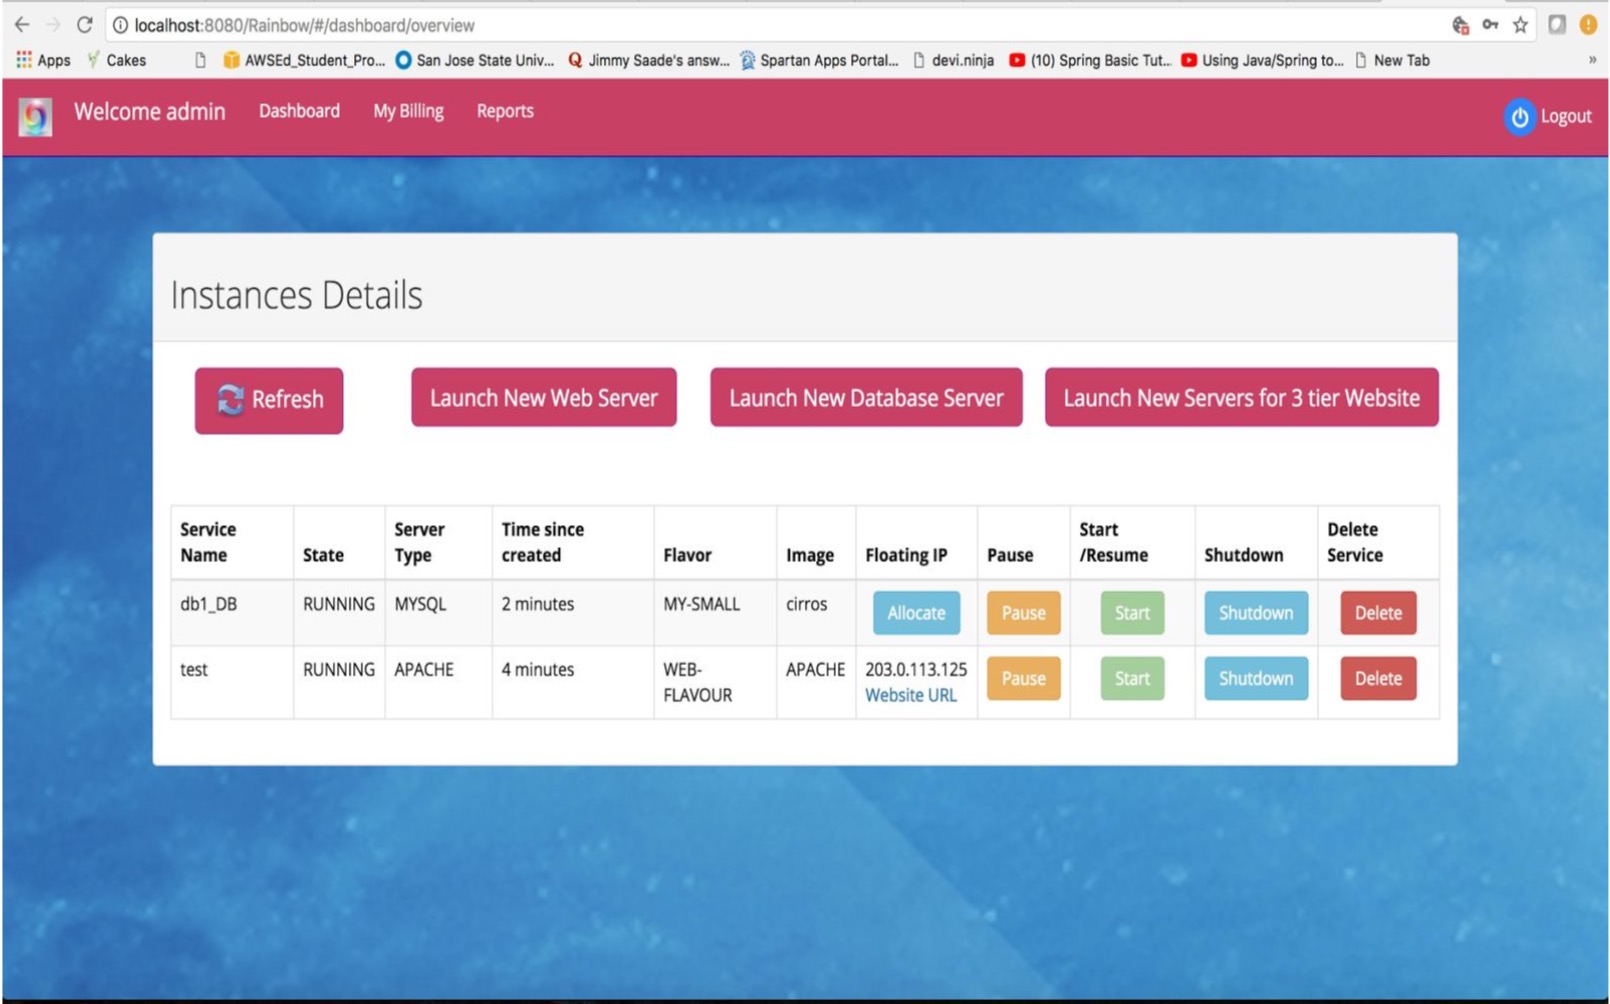 localhost:8080/Rainbow/#/dashboard/overview
Apps Cakes AWSEd_Student_Pro... San Jose State Univ... Jimmy Saade's answ... Spartan Apps Portal... devi.ninja (10) Spring Basic Tut... Using Java/Spring to... New Tab »
Welcome admin Dashboard My Billing Reports Logout
Instances Details
Refresh Launch New Web Server Launch New Database Server Launch New Servers for 3 tier Website
Service Server Time since Start Delete
Name State Type created Flavor Image Floating IP Pause /Resume Shutdown Service
db1_DB RUNNING MYSQL 2 minutes MY-SMALL cirros Allocate Pause Start Shutdown Delete
test RUNNING APACHE 4 minutes WEB- APACHE 203.0.113.125 Pause Start Shutdown Delete
FLAVOUR Website URL